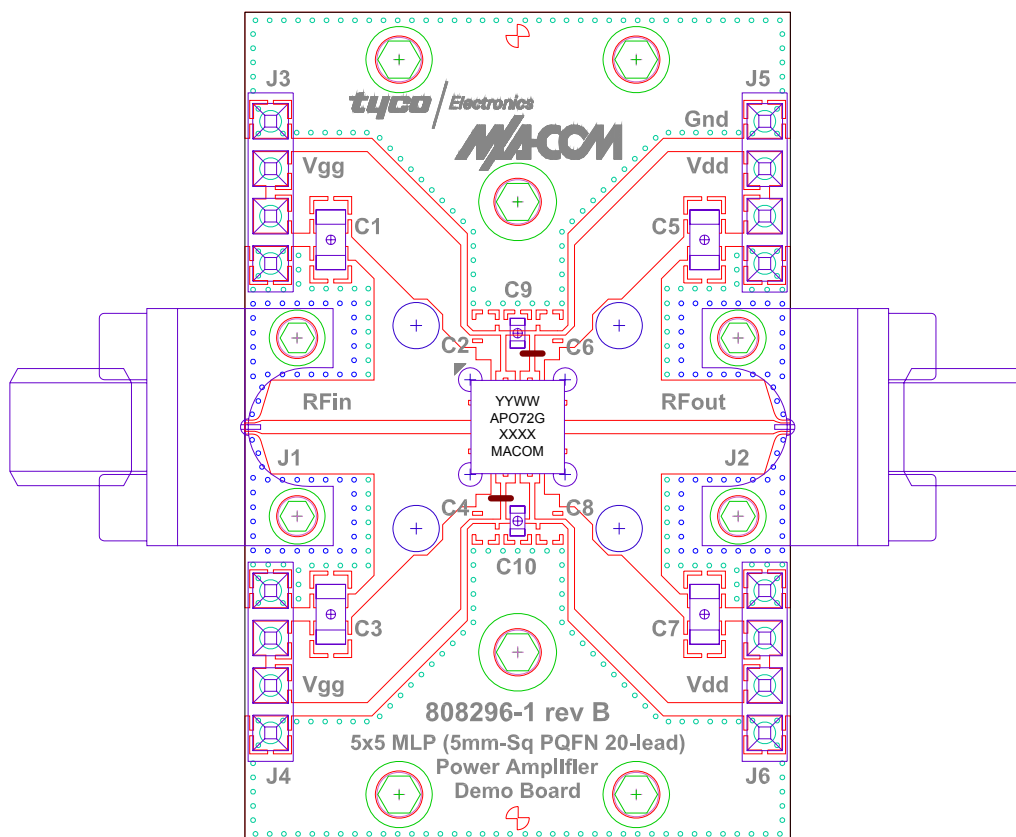 J3
J5
tyco / Electronics
M/A-COM
Gnd
Vgg
Vdd
C1
C5
C9
C2
C6
RFin
RFout
YYWW
APO72G
XXXX
MACOM
J1
J2
C4
C8
C10
C3
C7
Vgg
Vdd
808296-1 rev B
5x5 MLP (5mm-Sq PQFN 20-lead)
J4
J6
Power Amplifier
Demo Board